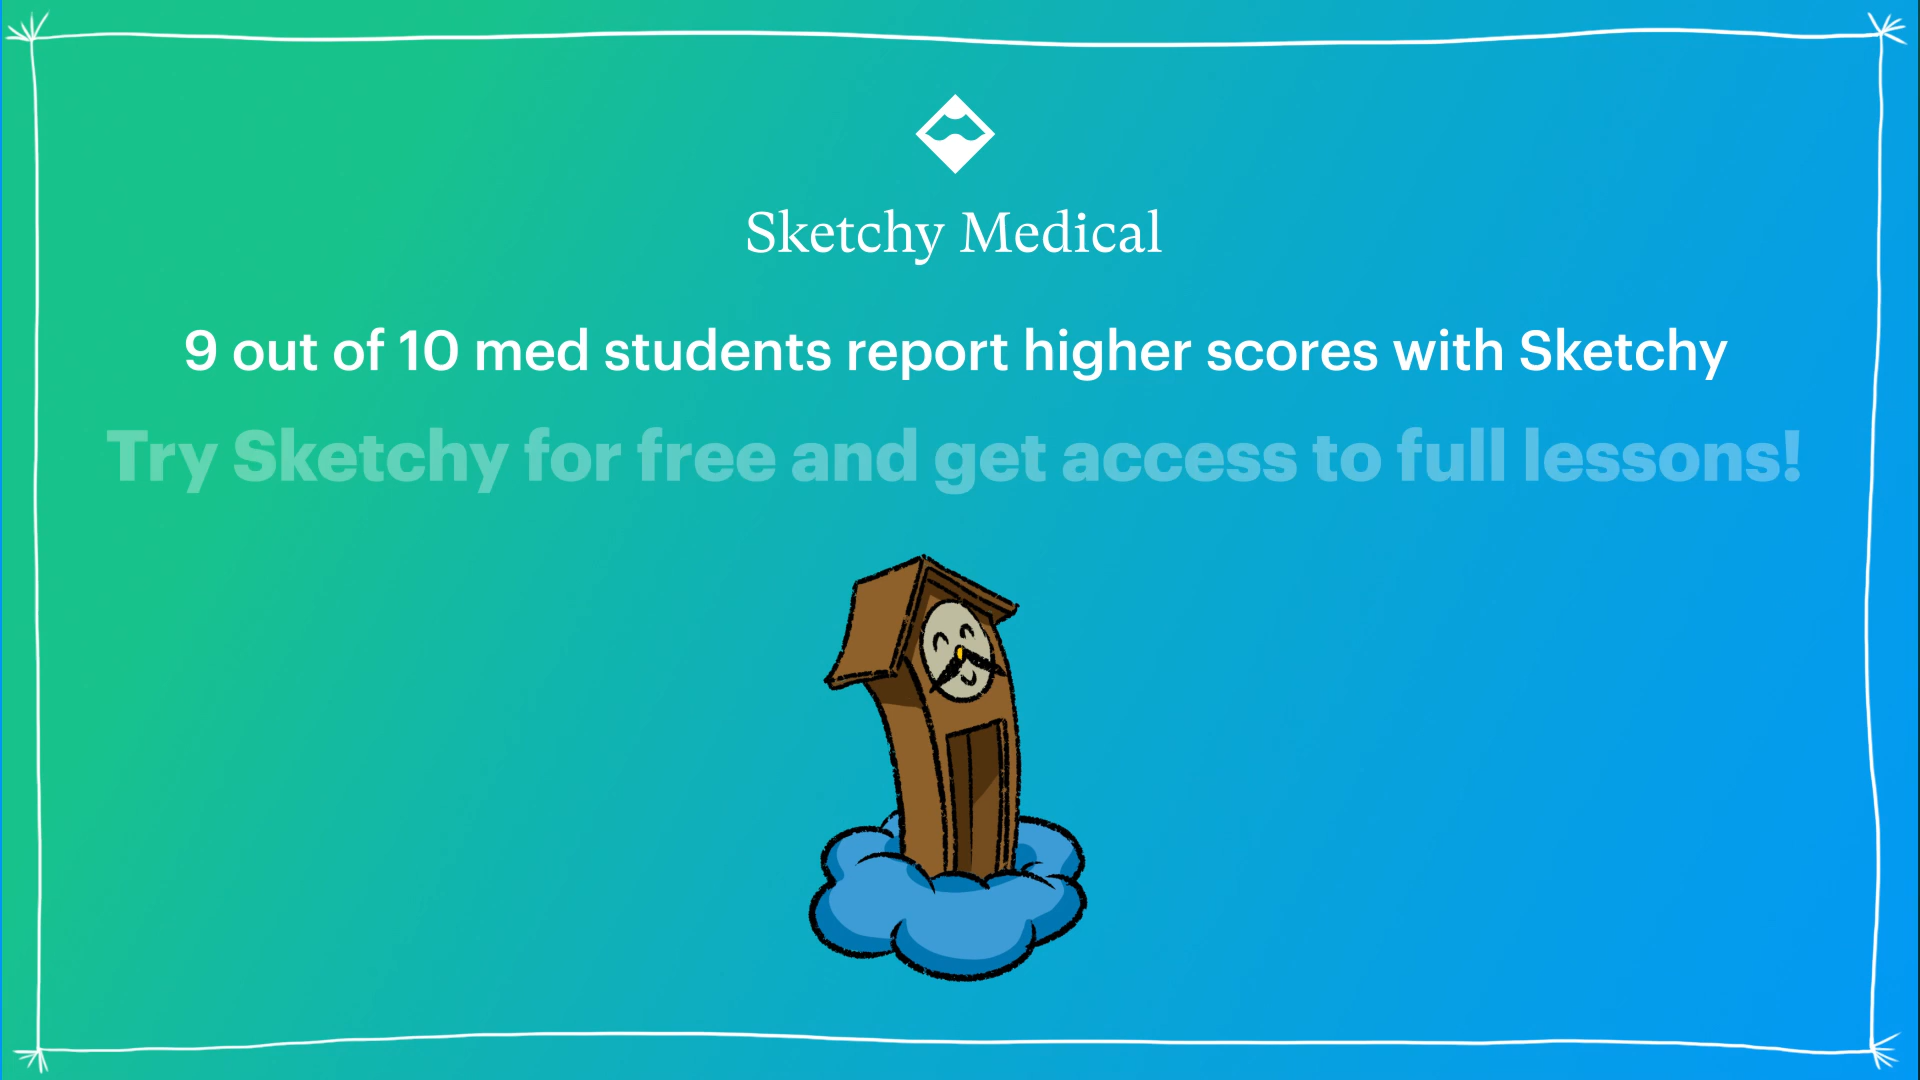 Sketchy Medical
9 out of 10 med students report higher scores with Sketchy
Try Sketchy for free and get access to full lessons!